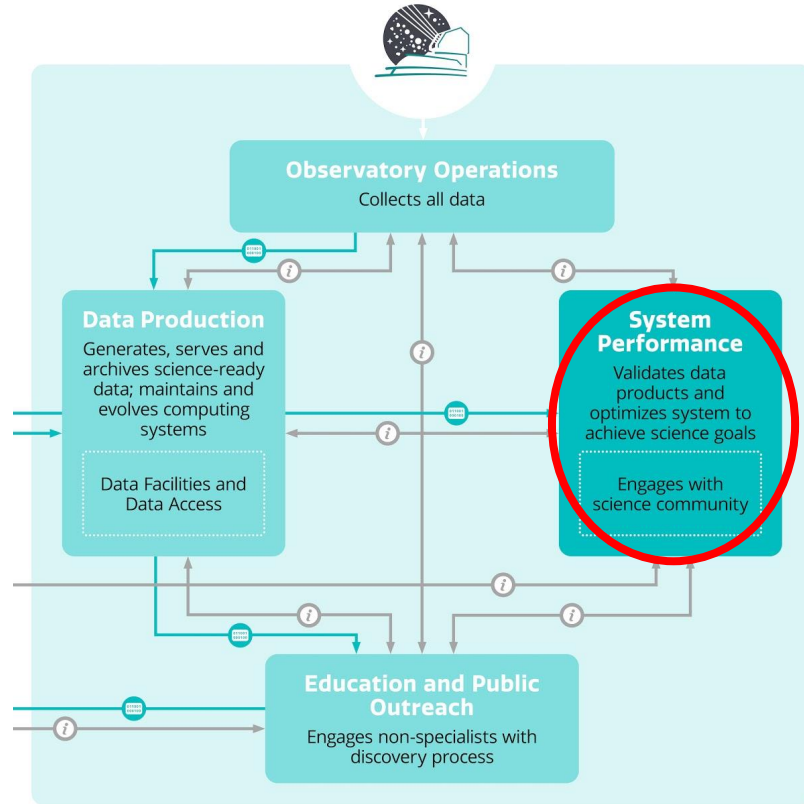 Observatory Operations
Collects all data
Data Production
Generates, serves and
archives science-ready
data; maintains and
evolves computing
systems
Data Facilities and
Data Access
System
Performance
Validates data
products and
optimizes system to
achieve science goals
Engages with
science community
Education and Public
Outreach
Engages non-specialists with
discovery process
i
i
i
i
i
i
i
i